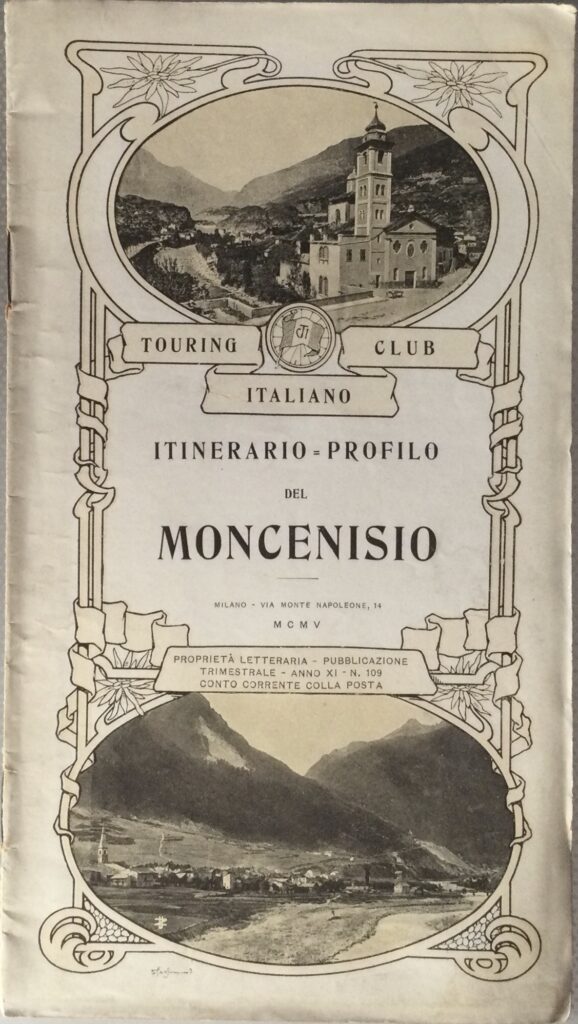 TOURING CLUB
ITALIANO
ITINERARIO = PROFILO
DEL
MONCENISIO
MILANO - VIA MONTE NAPOLEONE, 14
MCMV
PROPRIETÀ LETTERARIA - PUBBLICAZIONE
TRIMESTRALE - ANNO XI - N. 109
CONTO CORRENTE COLLA POSTA